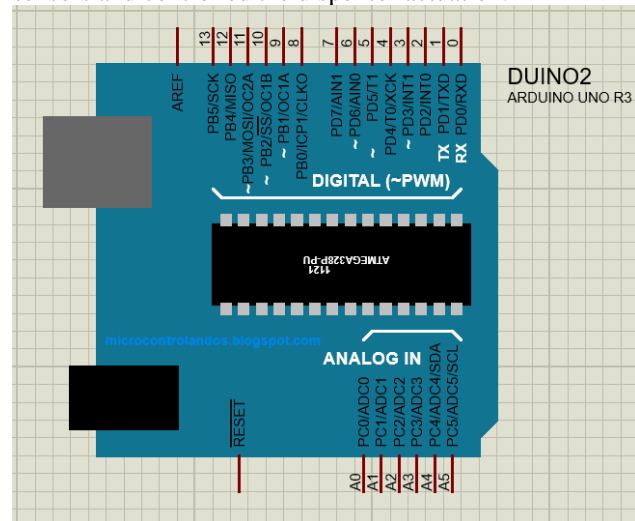 13
12
11
10
9
8
7
6
5
4
3
2
1
0
AREF
PB5/SCK
PB4/MISO
~PB3/MOSI/OC2A
~ PB2/SS/OC1B
~ PB1/OC1A
PB0/ICP1/CLKO
PD7/AIN1
~PD6/AIN0
~ PD5/T1
PD4/T0/XCK
~PD3/INT1
PD2/INT0
TX PD1/TXD
RX PD0/RXD
DUINO2
ARDUINO UNO R3
DIGITAL (~PWM)
1121
ATMEGA328P-PU
microcontrolandos.blogspot.com
ANALOG IN
RESET
PC0/ADC0
PC1/ADC1
PC2/ADC2
PC3/ADC3
PC4/ADC4/SDA
PC5/ADC5/SCL
A0
A1
A2
A3
A4
A5